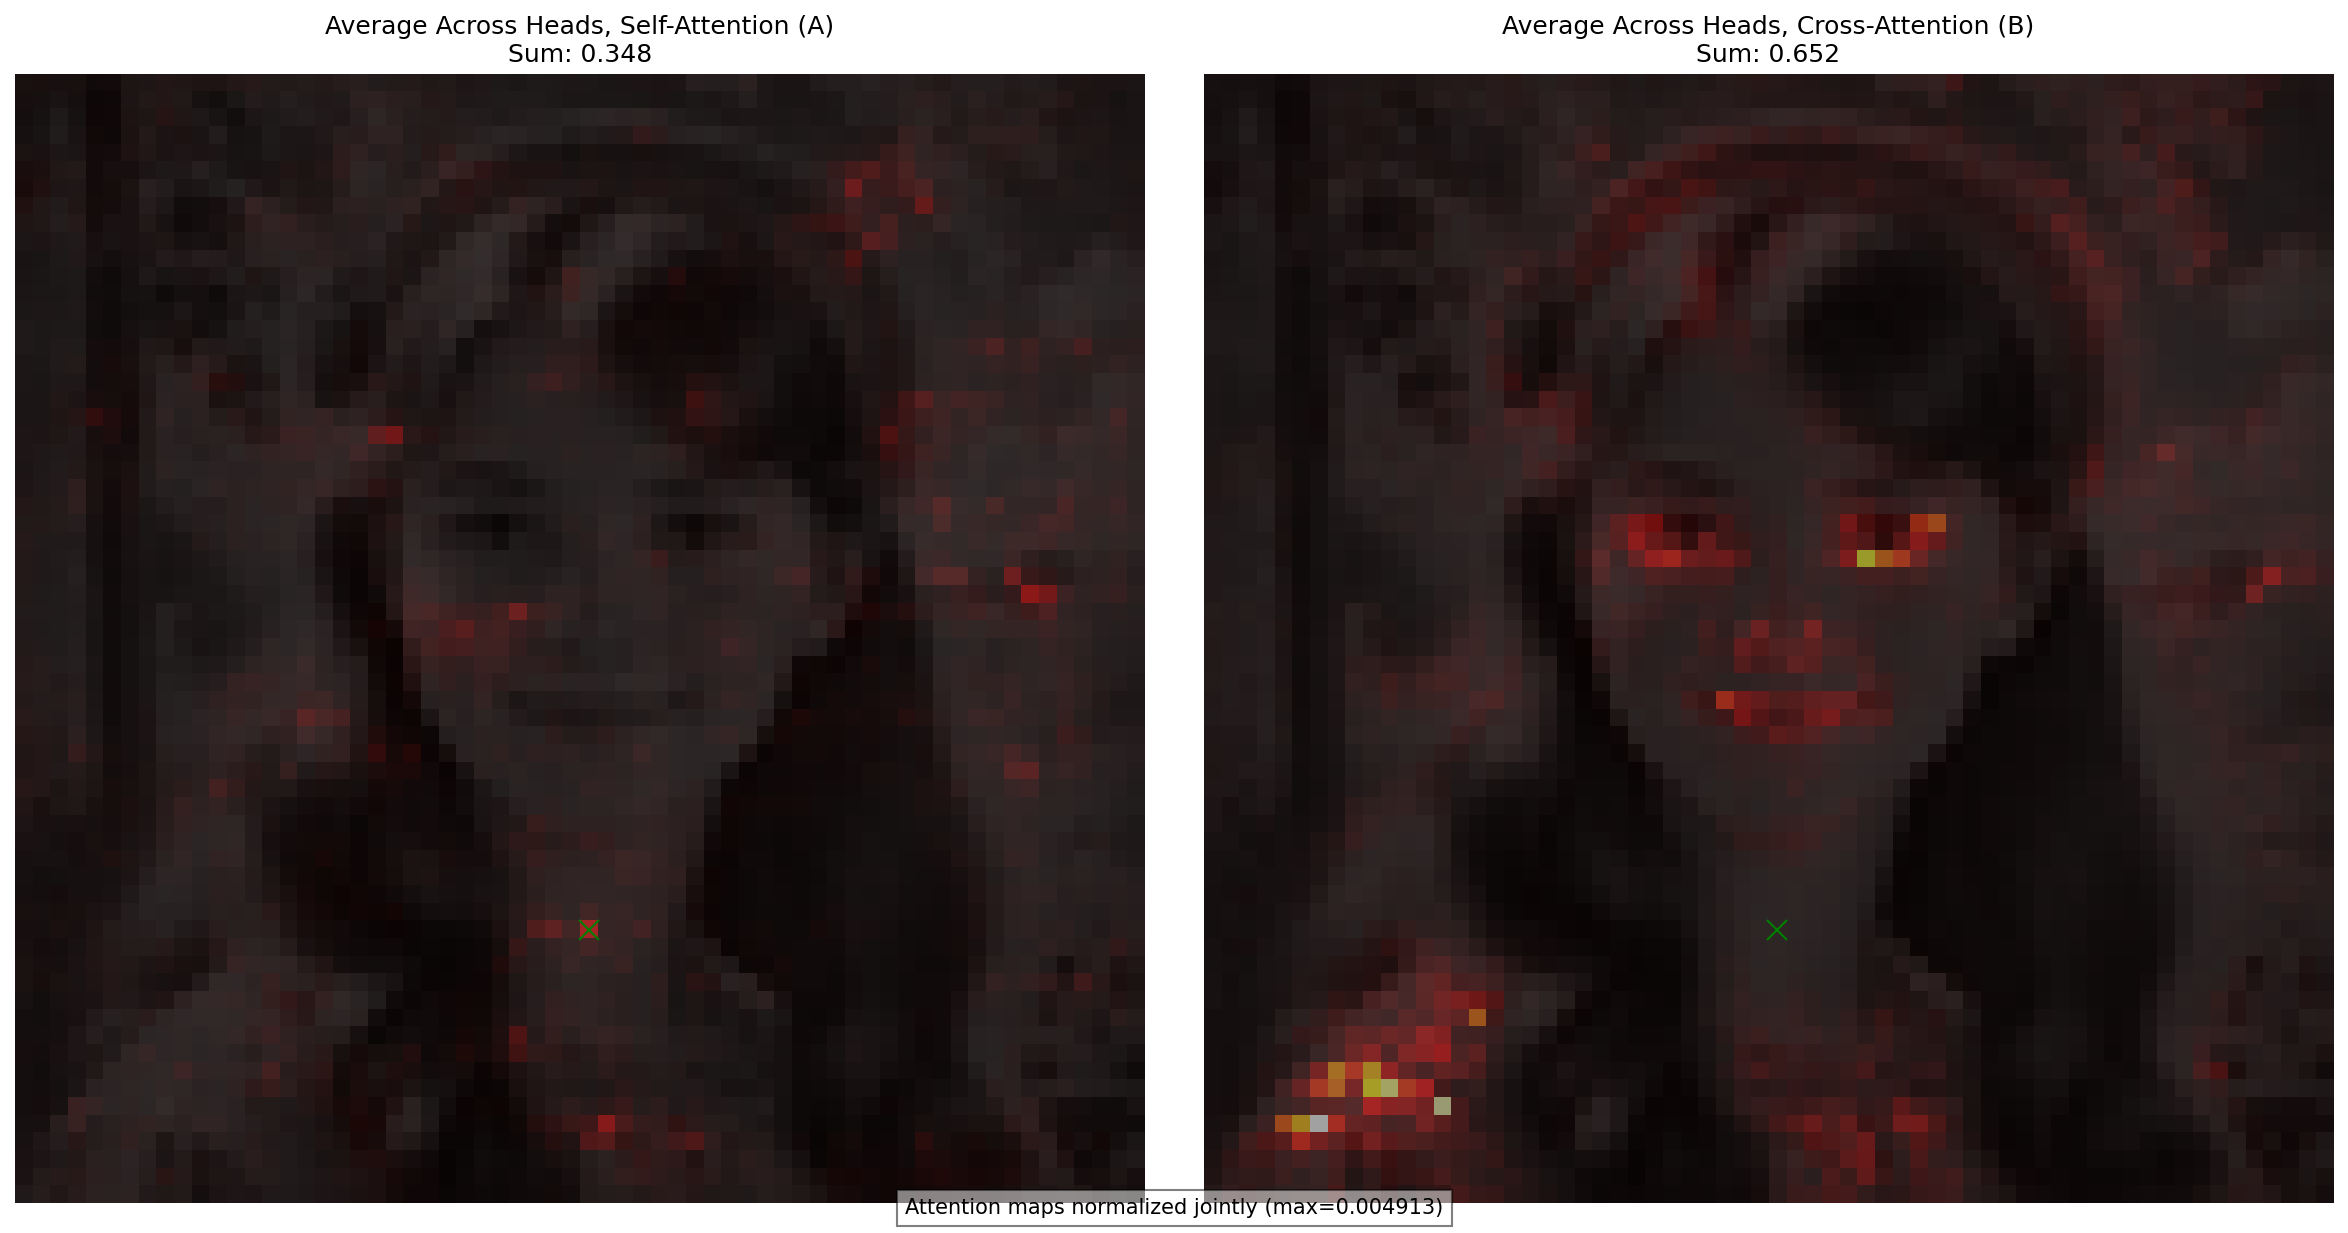 Average Across Heads, Self-Attention (A)
Sum: 0.348
Average Across Heads, Cross-Attention (B)
Sum: 0.652
Attention maps normalized jointly (max=0.004913)